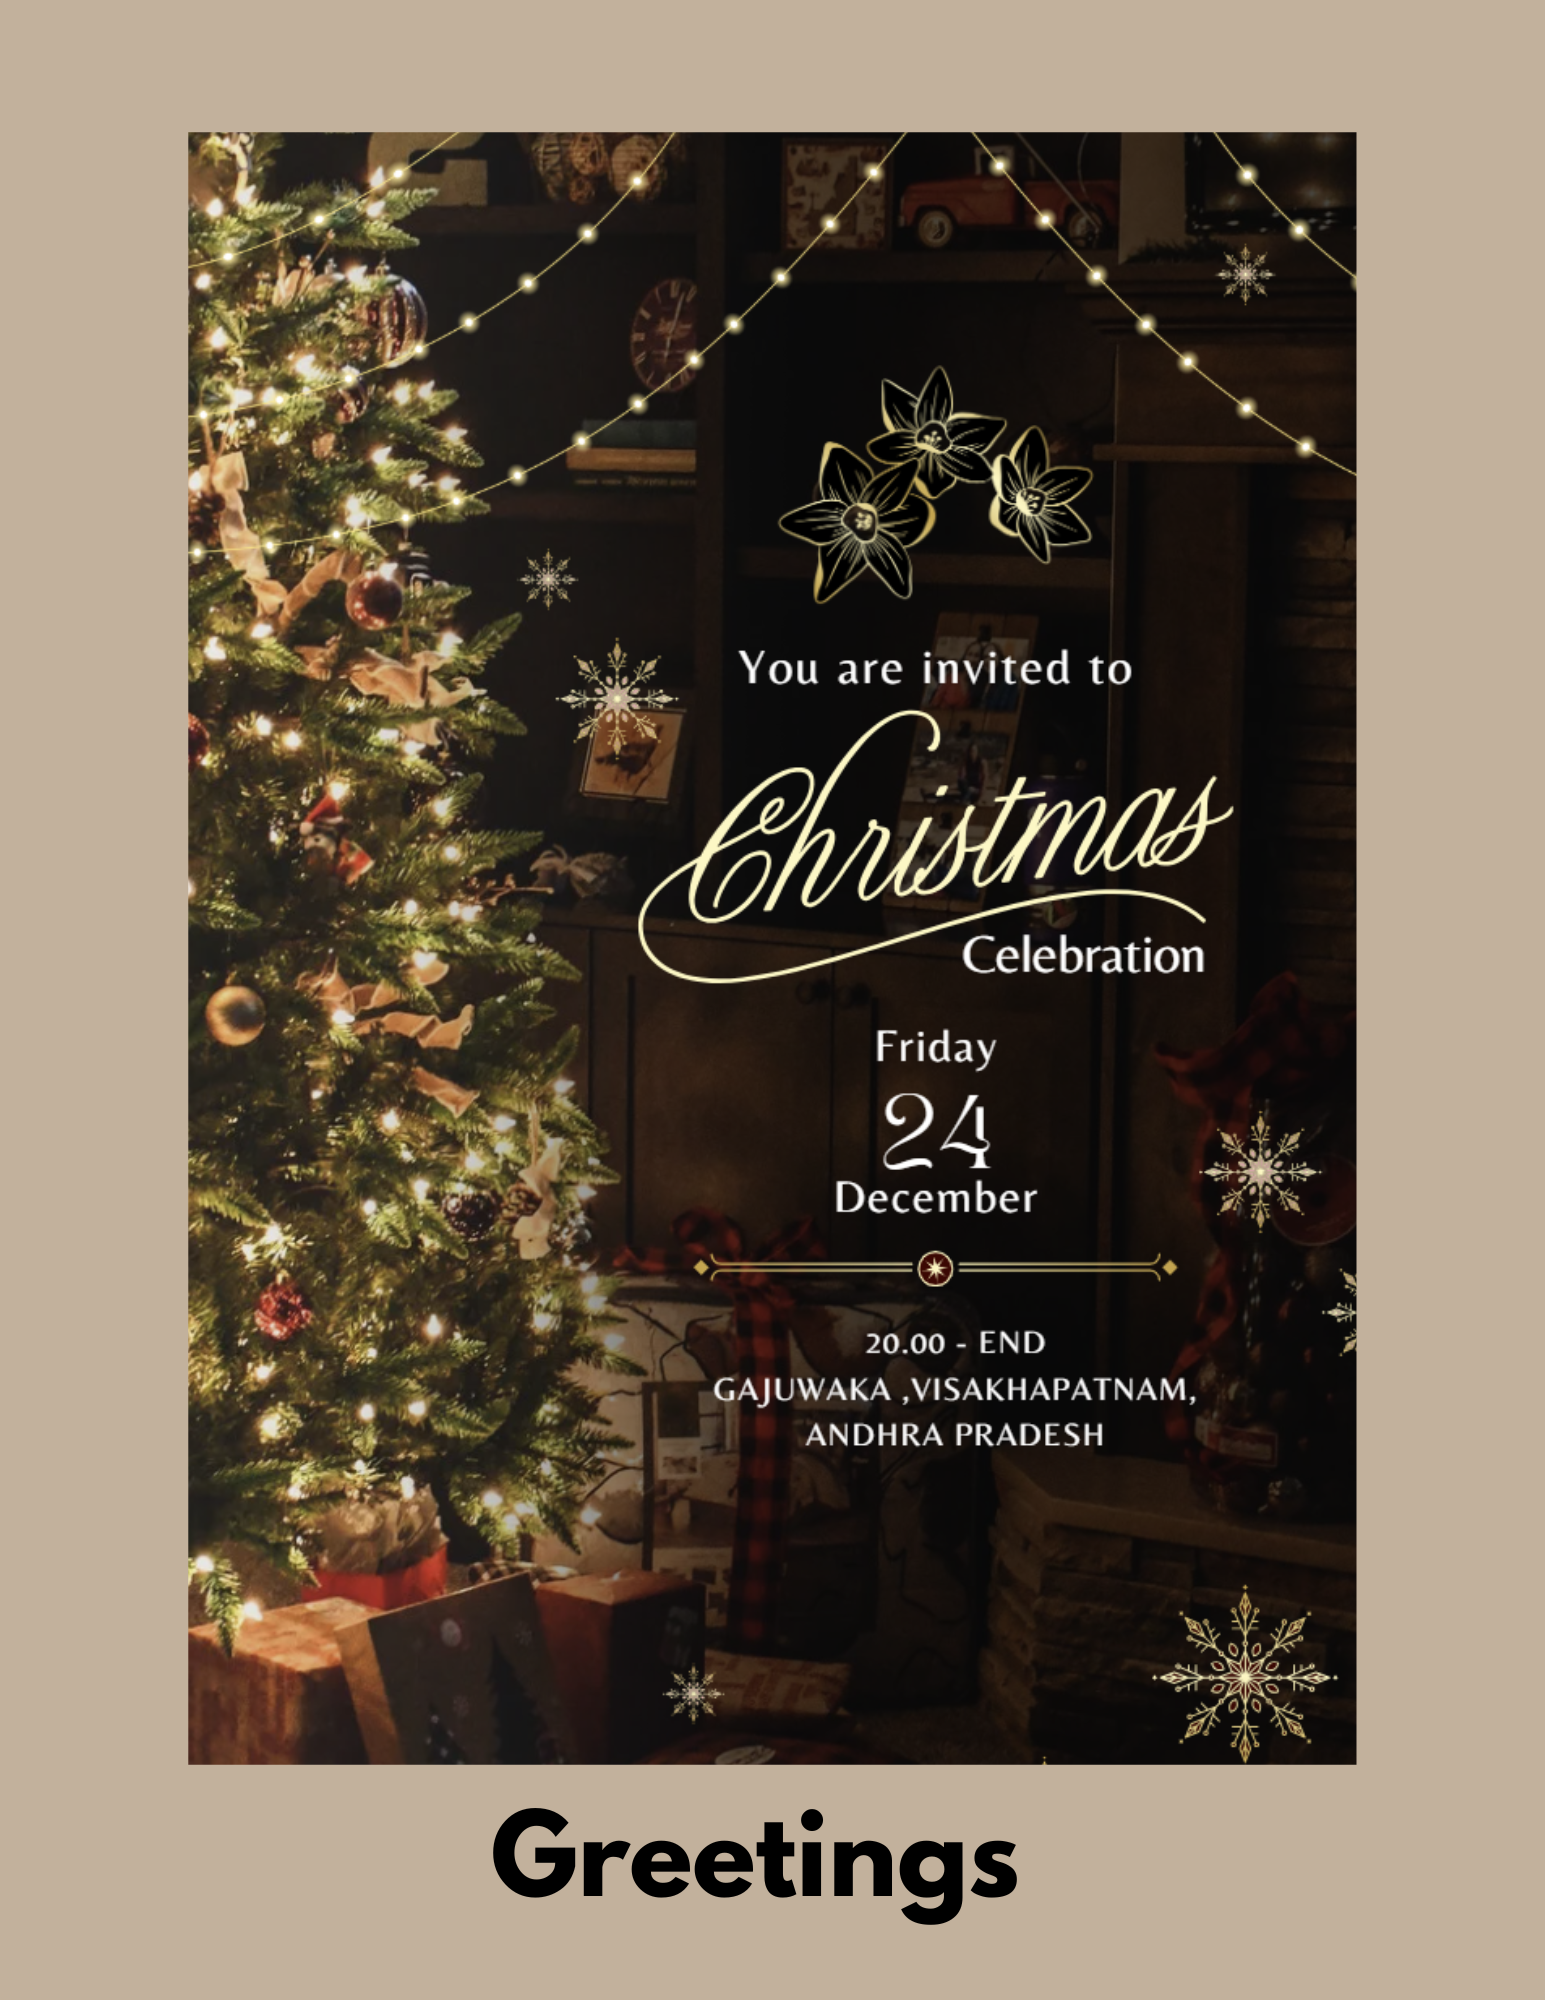 You are invited to
Christmas
Celebration
Friday
24
December
20.00 - END
GAJUWAKA ,VISAKHAPATNAM,
ANDHRA PRADESH
Greetings